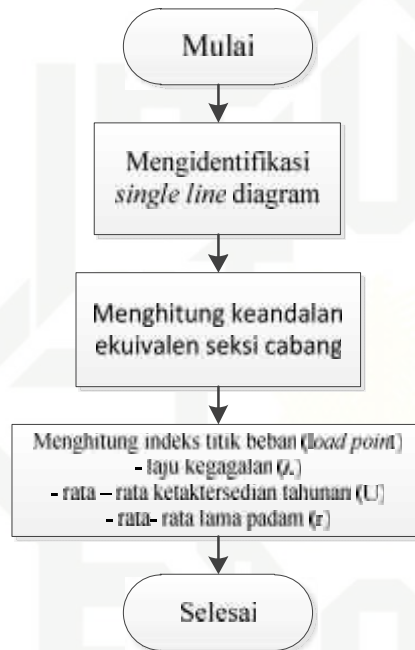 Mulai
Mengidentifikasi
single line diagram
Menghitung keandalan
ekuivalen seksi cabang
Menghitung indeks titik beban (load point)
- laju kegagalan (λ)
- rata – rata ketaktersedian tahunan (U)
- rata- rata lama padam (r)
Selesai